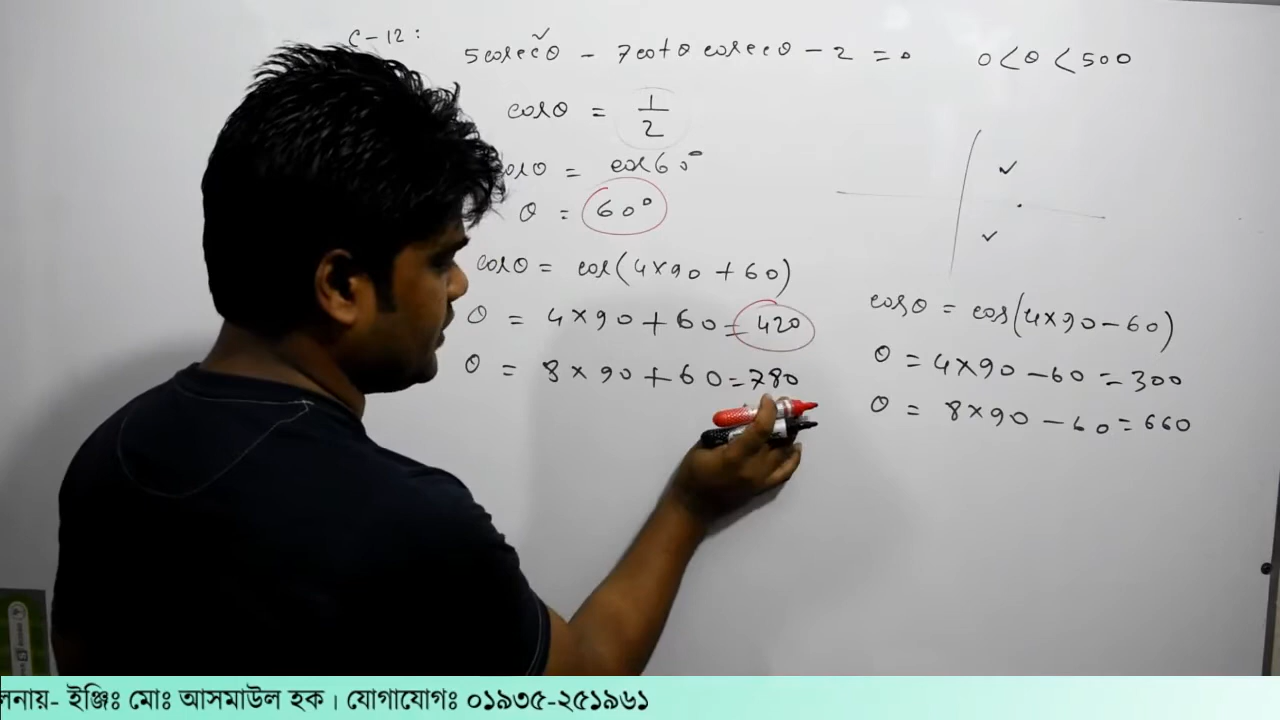 C-12:
5cosec²θ - 7cotθ cosecθ - 2 = 0    0 < θ < 500
cosθ = 1/2
cosθ = cos60°
θ = 60°
cosθ = cos(4×90 + 60)
θ = 4×90 + 60 = 420
θ = 8×90 + 60 = 780
cosθ = cos(4×90 - 60)
θ = 4×90 - 60 = 300
θ = 8×90 - 60 = 660
লনায়- ইঞ্জিঃ মোঃ আসমাউল হক। যোগাযোগঃ ০১৯৩৫-২৫১৯৬১